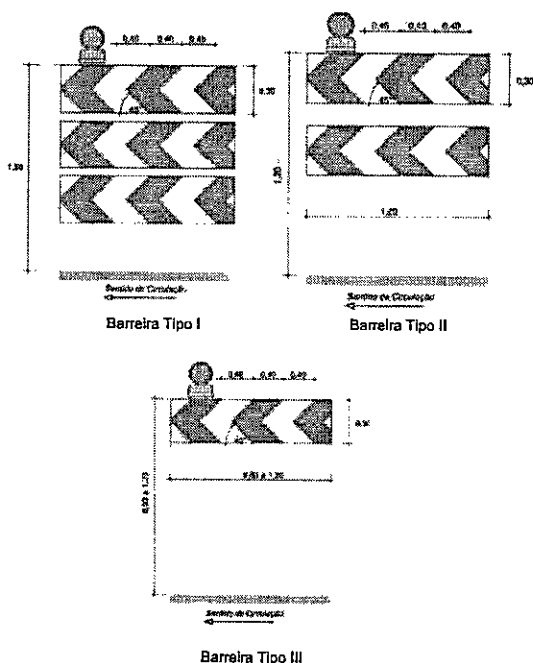 0,40 0,40 0,40
0,30
45
Sentido de Circulação
Barreira Tipo I
0,40 0,40 0,40
0,30
45
1,20
1,20
Sentido de Circulação
Barreira Tipo II
0,40 0,40 0,40
45
Sentido de Circulação
Barreira Tipo III